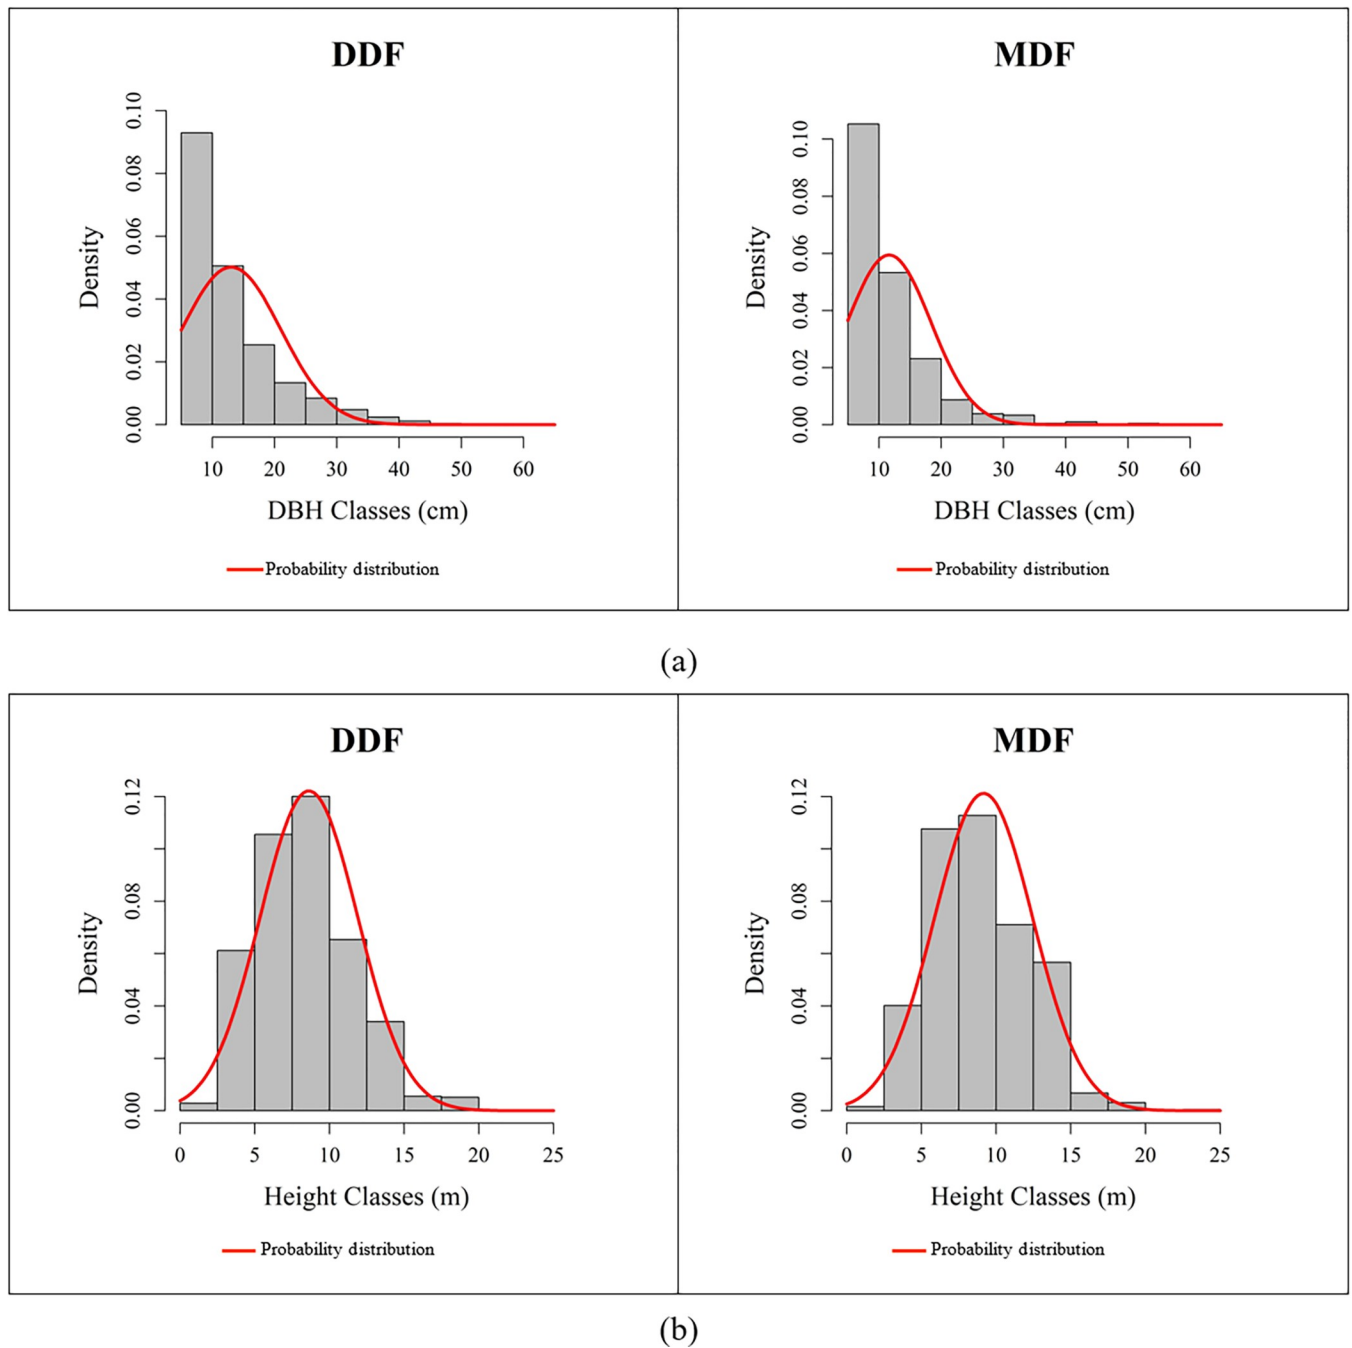 DDF
0.00 0.02 0.04 0.06 0.08 0.10
Density
10 20 30 40 50 60
DBH Classes (cm)
Probability distribution
MDF
0.00 0.02 0.04 0.06 0.08 0.10
Density
10 20 30 40 50 60
DBH Classes (cm)
Probability distribution
(a)
DDF
0.00 0.04 0.08 0.12
Density
0 5 10 15 20 25
Height Classes (m)
Probability distribution
MDF
0.00 0.04 0.08 0.12
Density
0 5 10 15 20 25
Height Classes (m)
Probability distribution
(b)